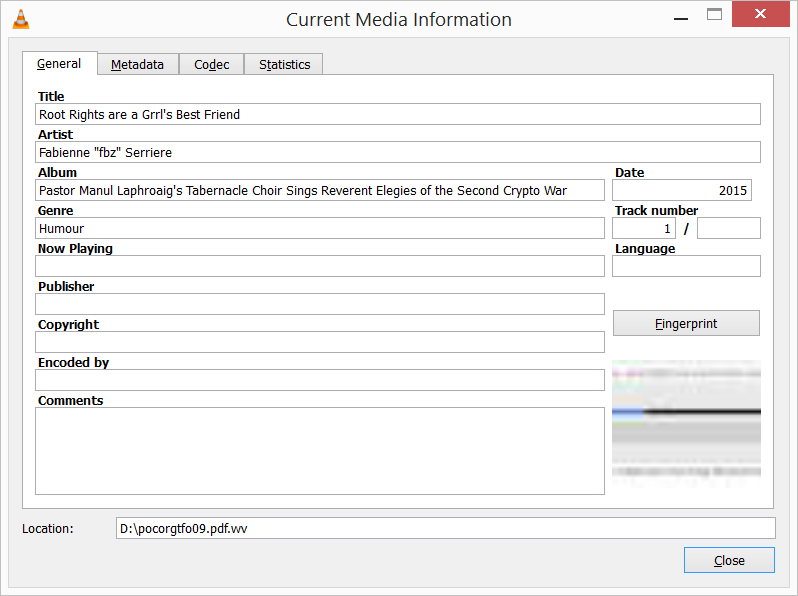 Current Media Information
General Metadata Codec Statistics
Title
Root Rights are a Grrl's Best Friend
Artist
Fabienne "fbz" Serriere
Album Date
Pastor Manul Laphroaig's Tabernacle Choir Sings Reverent Elegies of the Second Crypto War 2015
Genre Track number
Humour 1 /
Now Playing Language
Publisher
Fingerprint
Copyright
Encoded by
Comments
Location: D:\pocorgtfo09.pdf.wv
Close